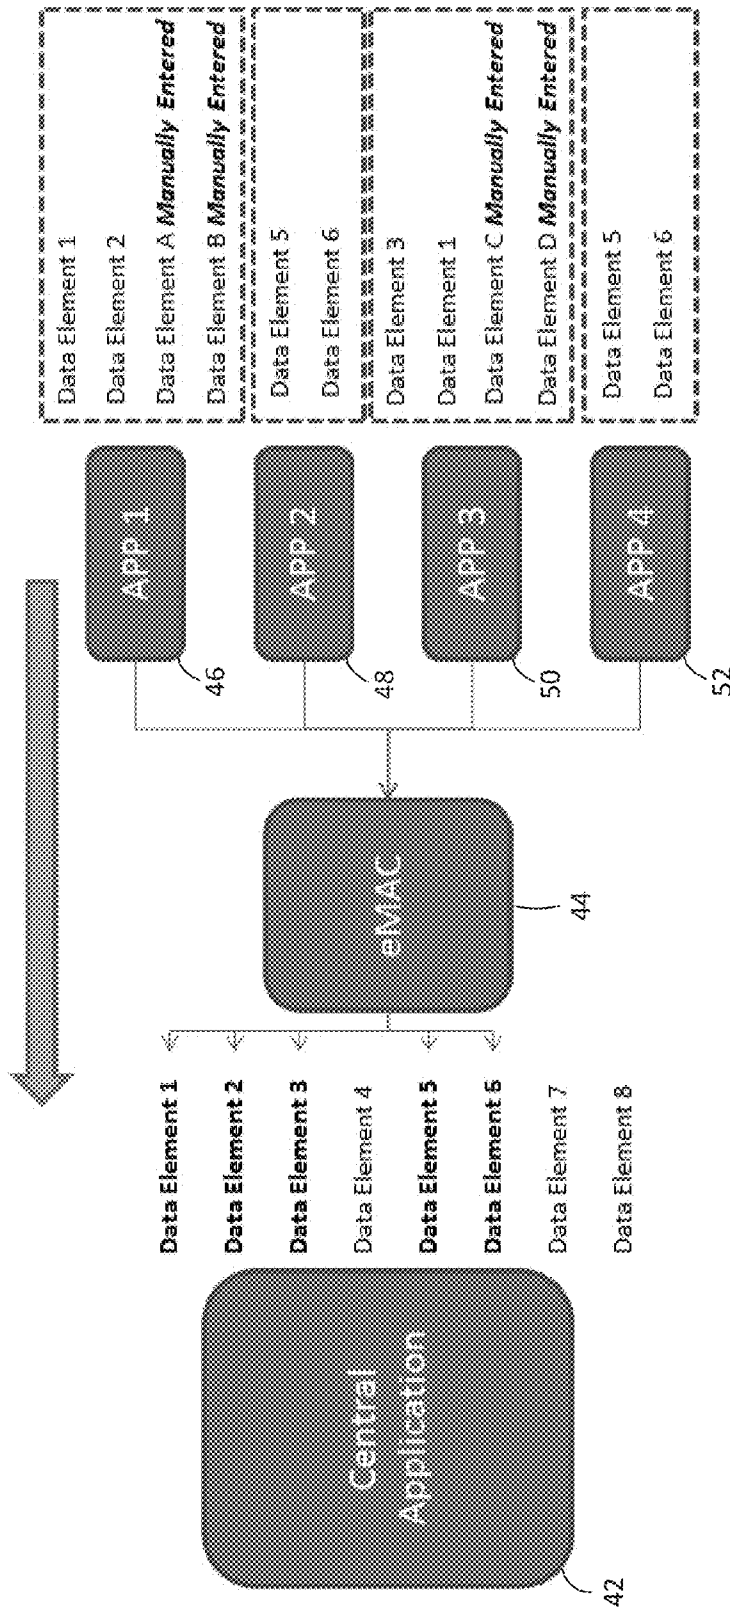 Central
Application
42
Data Element 1
Data Element 2
Data Element 3
Data Element 4
Data Element 5
Data Element 6
Data Element 7
Data Element 8
eMAC
44
APP 1
46
APP 2
48
APP 3
50
APP 4
52
Data Element 1
Data Element 2
Data Element A Manually Entered
Data Element B Manually Entered
Data Element 5
Data Element 6
Data Element 3
Data Element 1
Data Element C Manually Entered
Data Element D Manually Entered
Data Element 5
Data Element 6